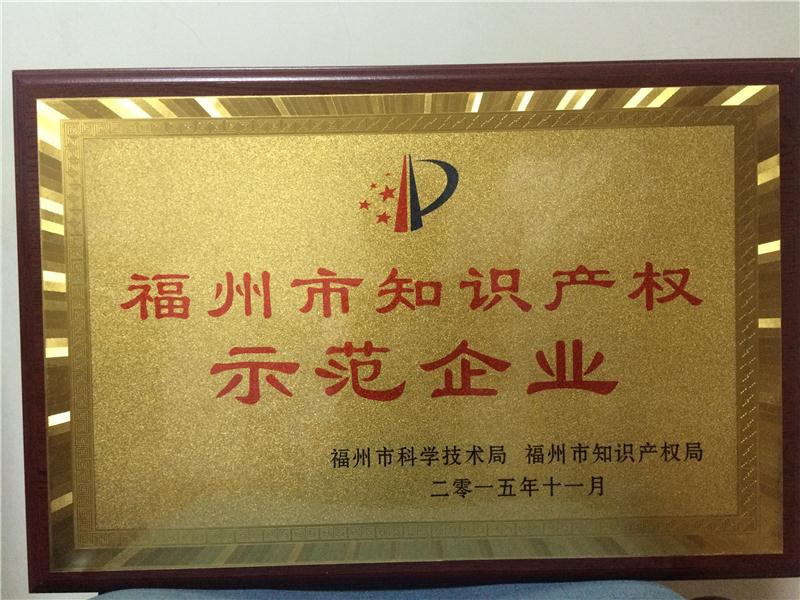 福州市知识产权
示范企业
福州市科学技术局 福州市知识产权局
二零一五年十一月